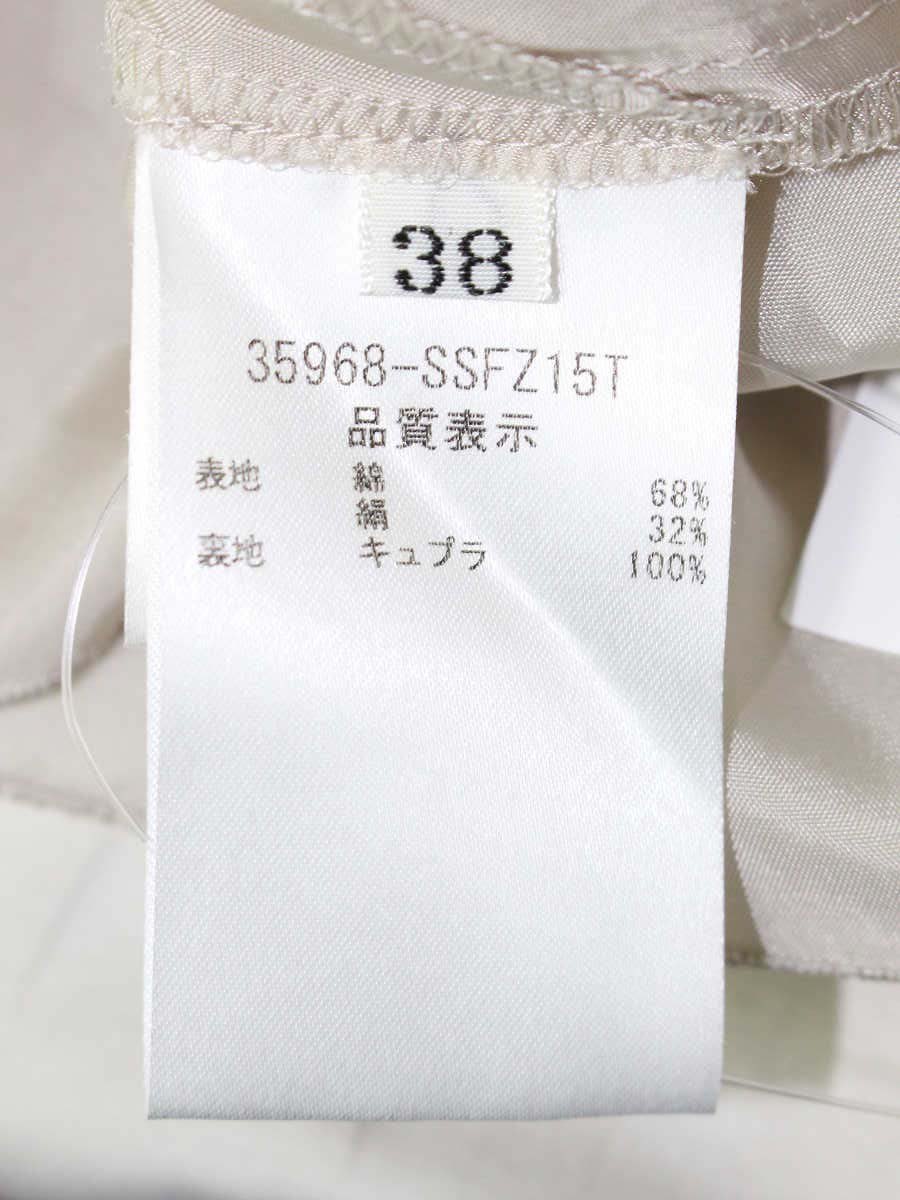 38
35968-SSFZ15T
品質表示
表地 綿 68%
絹 32%
裏地 キュプラ 100%